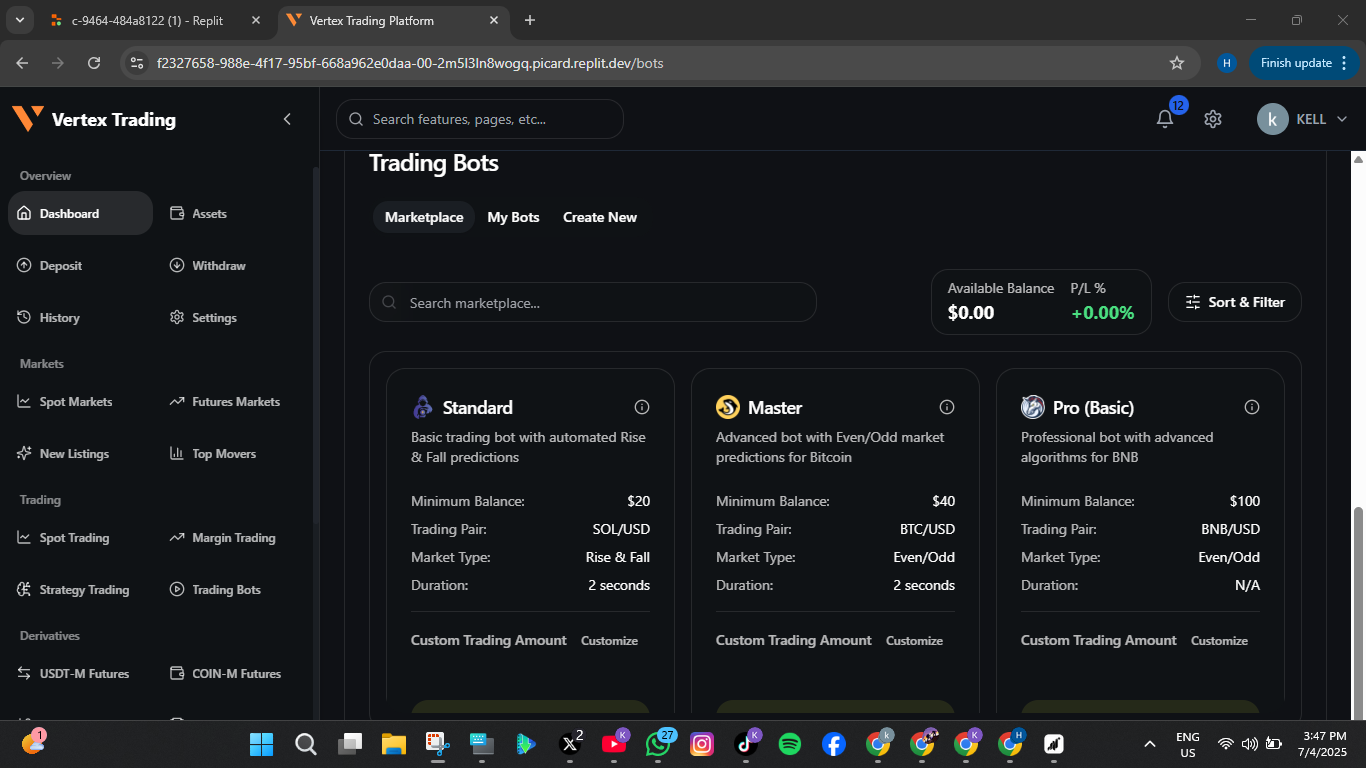 c-9464-484a8122 (1) - Replit
Vertex Trading Platform
f2327658-988e-4f17-95bf-668a962e0daa-00-2m5l3ln8wogq.picard.replit.dev/bots
H
Finish update
Vertex Trading
Search features, pages, etc...
12
k
KELL
Overview
Dashboard
Assets
Deposit
Withdraw
History
Settings
Markets
Spot Markets
Futures Markets
New Listings
Top Movers
Trading
Spot Trading
Margin Trading
Strategy Trading
Trading Bots
Derivatives
USDT-M Futures
COIN-M Futures
Trading Bots
Marketplace
My Bots
Create New
Search marketplace...
Available Balance
P/L %
$0.00
+0.00%
Sort & Filter
Standard
Basic trading bot with automated Rise
& Fall predictions
Minimum Balance:
$20
Trading Pair:
SOL/USD
Market Type:
Rise & Fall
Duration:
2 seconds
Custom Trading Amount
Customize
Master
Advanced bot with Even/Odd market
predictions for Bitcoin
Minimum Balance:
$40
Trading Pair:
BTC/USD
Market Type:
Even/Odd
Duration:
2 seconds
Custom Trading Amount
Customize
Pro (Basic)
Professional bot with advanced
algorithms for BNB
Minimum Balance:
$100
Trading Pair:
BNB/USD
Market Type:
Even/Odd
Duration:
N/A
Custom Trading Amount
Customize
1
2
K
27
K
k
K
H
ENG
US
3:47 PM
7/4/2025